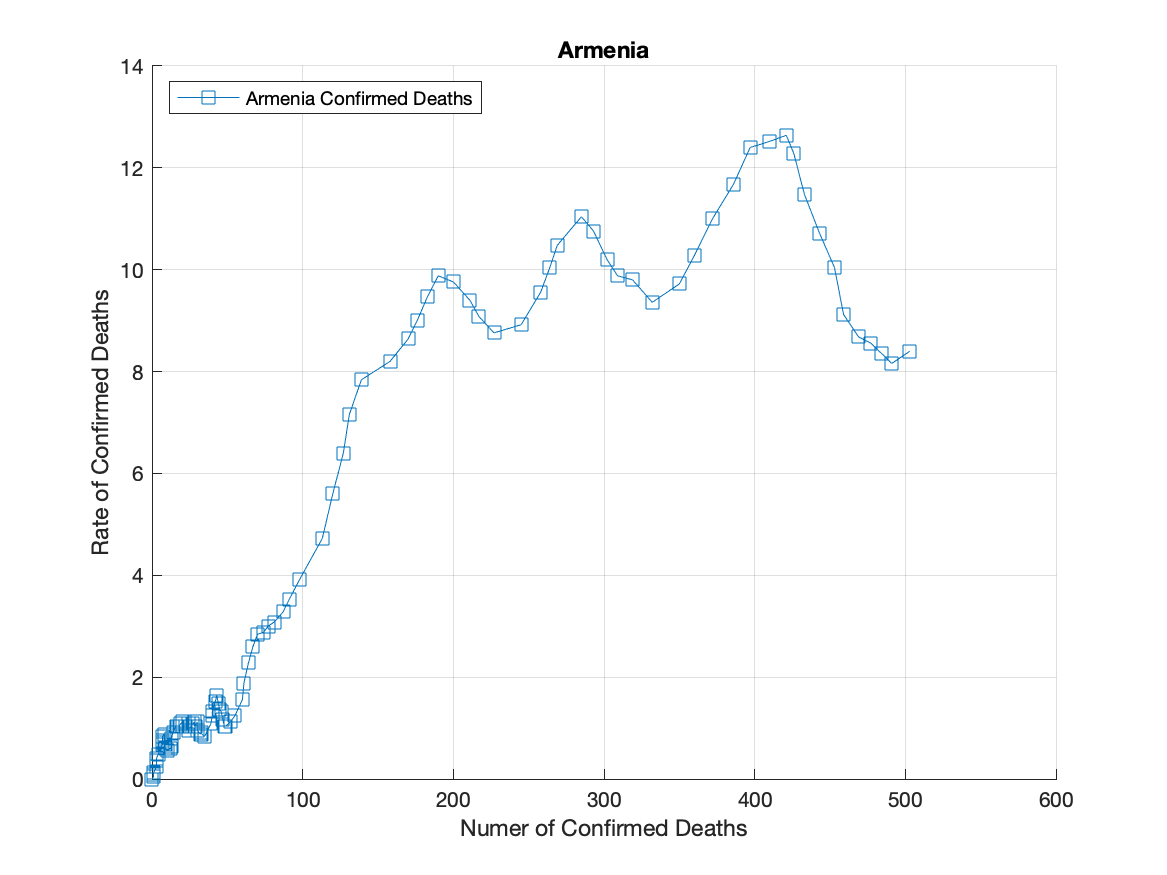 Armenia
14
Armenia Confirmed Deaths
12
10
8
6
4
2
0
Rate of Confirmed Deaths
0 100 200 300 400 500 600
Numer of Confirmed Deaths